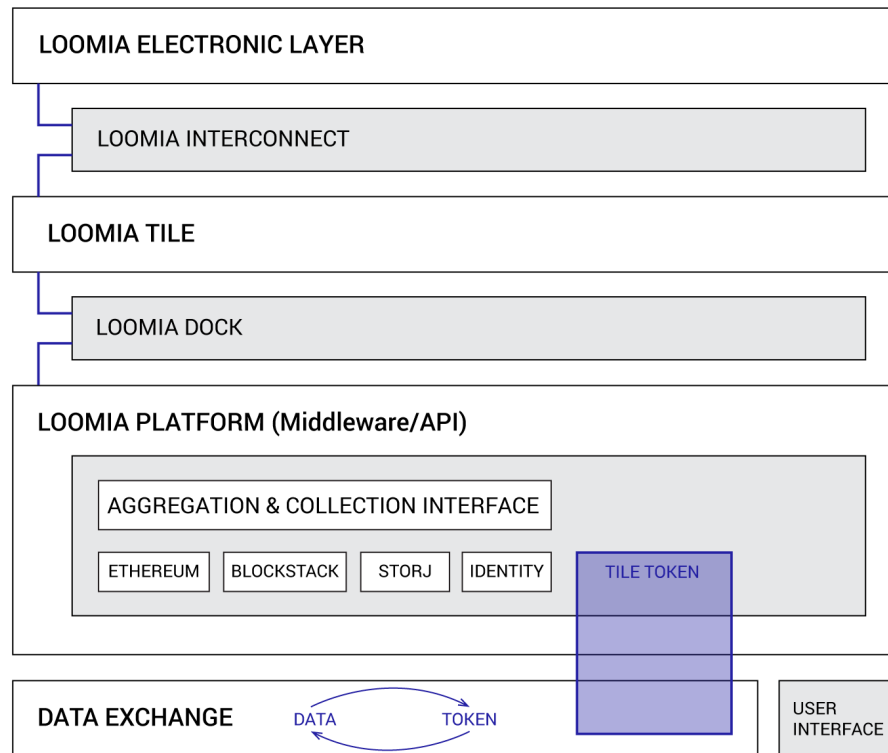 LOOMIA ELECTRONIC LAYER
LOOMIA INTERCONNECT
LOOMIA TILE
LOOMIA DOCK
LOOMIA PLATFORM (Middleware/API)
AGGREGATION & COLLECTION INTERFACE
ETHEREUM BLOCKSTACK STORJ IDENTITY TILE TOKEN
DATA EXCHANGE DATA TOKEN
USER
INTERFACE